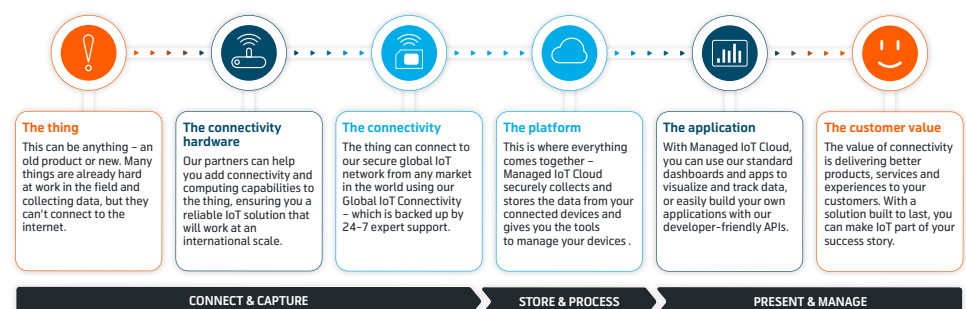 The thing
This can be anything – an
old product or new. Many
things are already hard
at work in the field and
collecting data, but they
can't connect to the
internet.
The connectivity
hardware
Our partners can help
you add connectivity and
computing capabilities to
the thing, ensuring you a
reliable IoT solution that
will work at an
international scale.
The connectivity
The thing can connect to
our secure global IoT
network from any market
in the world using our
Global IoT Connectivity
– which is backed up by
24-7 expert support.
The platform
This is where everything
comes together –
Managed IoT Cloud
securely collects and
stores the data from your
connected devices and
gives you the tools
to manage your devices .
The application
With Managed IoT Cloud,
you can use our standard
dashboards and apps to
visualize and track data,
or easily build your own
applications with our
developer-friendly APIs.
The customer value
The value of connectivity
is delivering better
products, services and
experiences to your
customers. With a
solution built to last, you
can make IoT part of your
success story.
CONNECT & CAPTURE
STORE & PROCESS
PRESENT & MANAGE